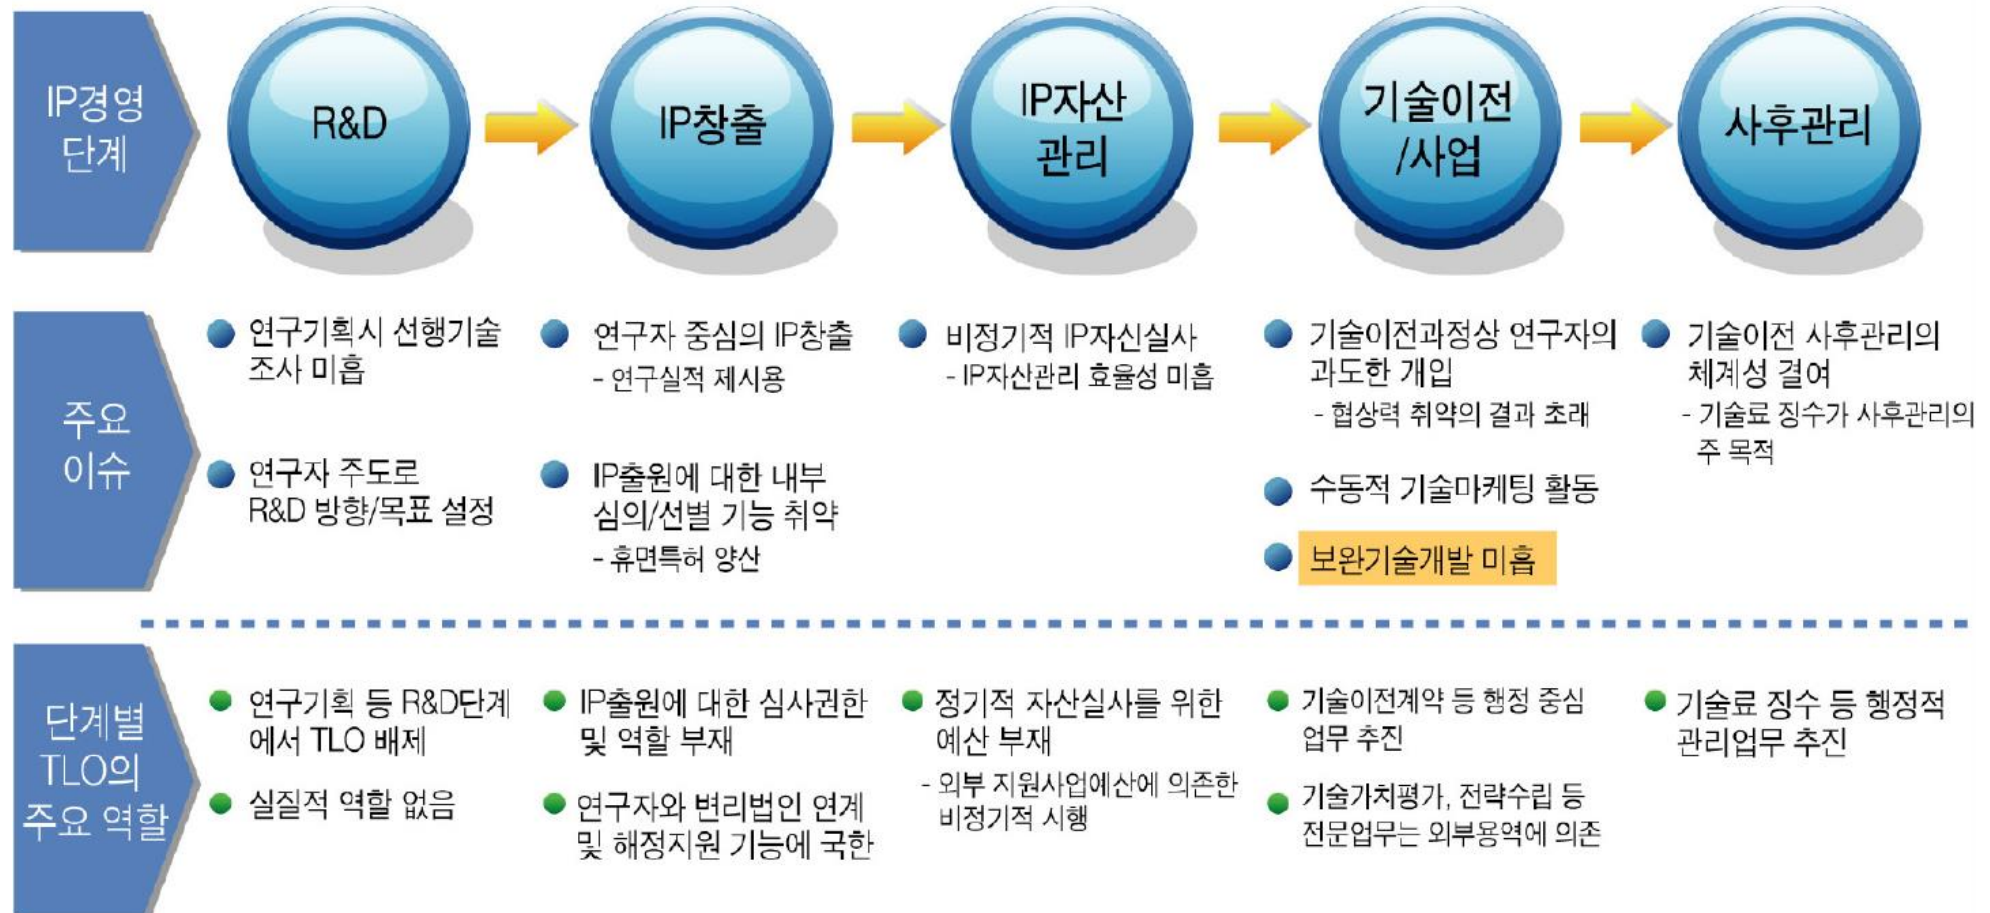 IP경영
단계
R&D
IP창출
IP자산
관리
기술이전
/사업
사후관리
주요
이슈
연구기획시 선행기술
조사 미흡
연구자 주도로
R&D 방향/목표 설정
연구자 중심의 IP창출
- 연구실적 제시용
IP출원에 대한 내부
심의/선별 기능 취약
- 휴면특허 양산
비정기적 IP자신실사
- IP자산관리 효율성 미흡
기술이전과정상 연구자의
과도한 개입
- 협상력 취약의 결과 초래
수동적 기술마케팅 활동
보완기술개발 미흡
기술이전 사후관리의
체계성 결여
- 기술료 징수가 사후관리의
주 목적
단계별
TLO의
주요 역할
연구기획 등 R&D단계
에서 TLO 배제
실질적 역할 없음
IP출원에 대한 심사권한
및 역할 부재
연구자와 변리법인 연계
및 해정지원 기능에 국한
정기적 자산실사를 위한
예산 부재
- 외부 지원사업예산에 의존한
비정기적 시행
기술이전계약 등 행정 중심
업무 추진
기술가치평가, 전략수립 등
전문업무는 외부용역에 의존
기술료 징수 등 행정적
관리업무 추진